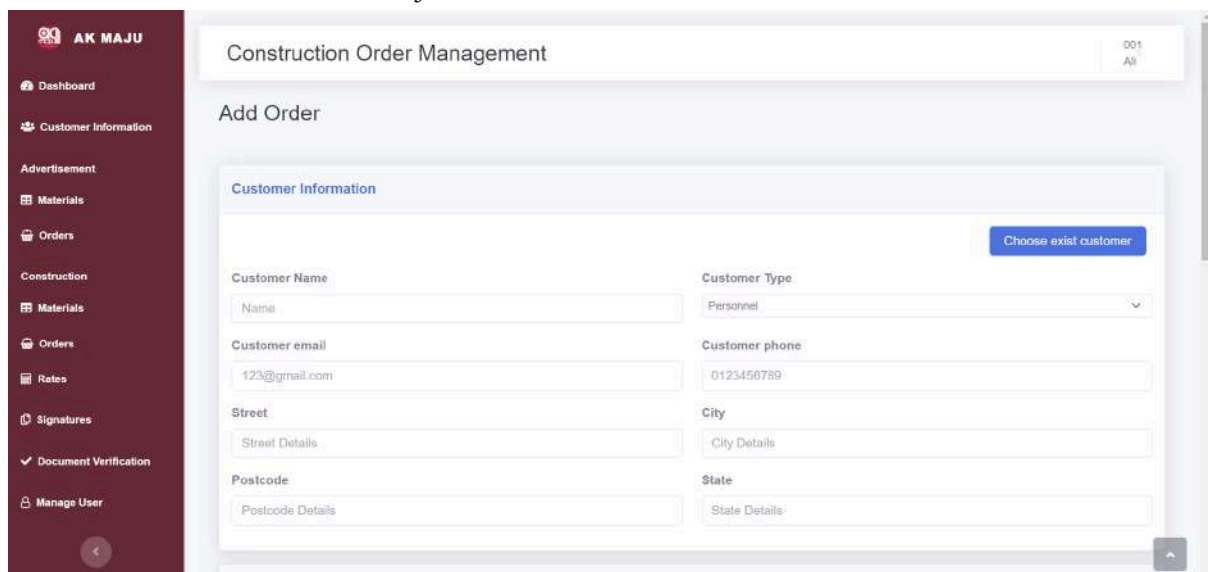 AK MAJU
Dashboard
Customer Information
Advertisement
Materials
Orders
Construction
Materials
Orders
Rates
Signatures
Document Verification
Manage User
Construction Order Management
001
Ali
Add Order
Customer Information
Choose exist customer
Customer Name
Customer Type
Name
Personnel
Customer email
Customer phone
123@gmail.com
0123456789
Street
City
Street Details
City Details
Postcode
State
Postcode Details
State Details